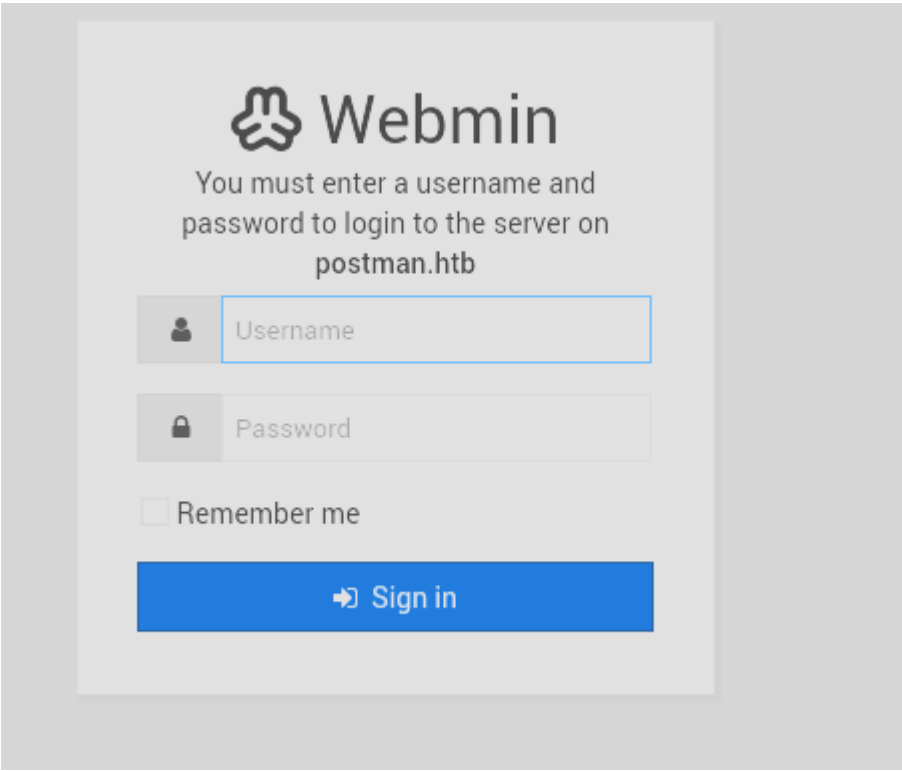 Webmin
You must enter a username and
password to login to the server on
postman.htb
Username
Password
Remember me
Sign in